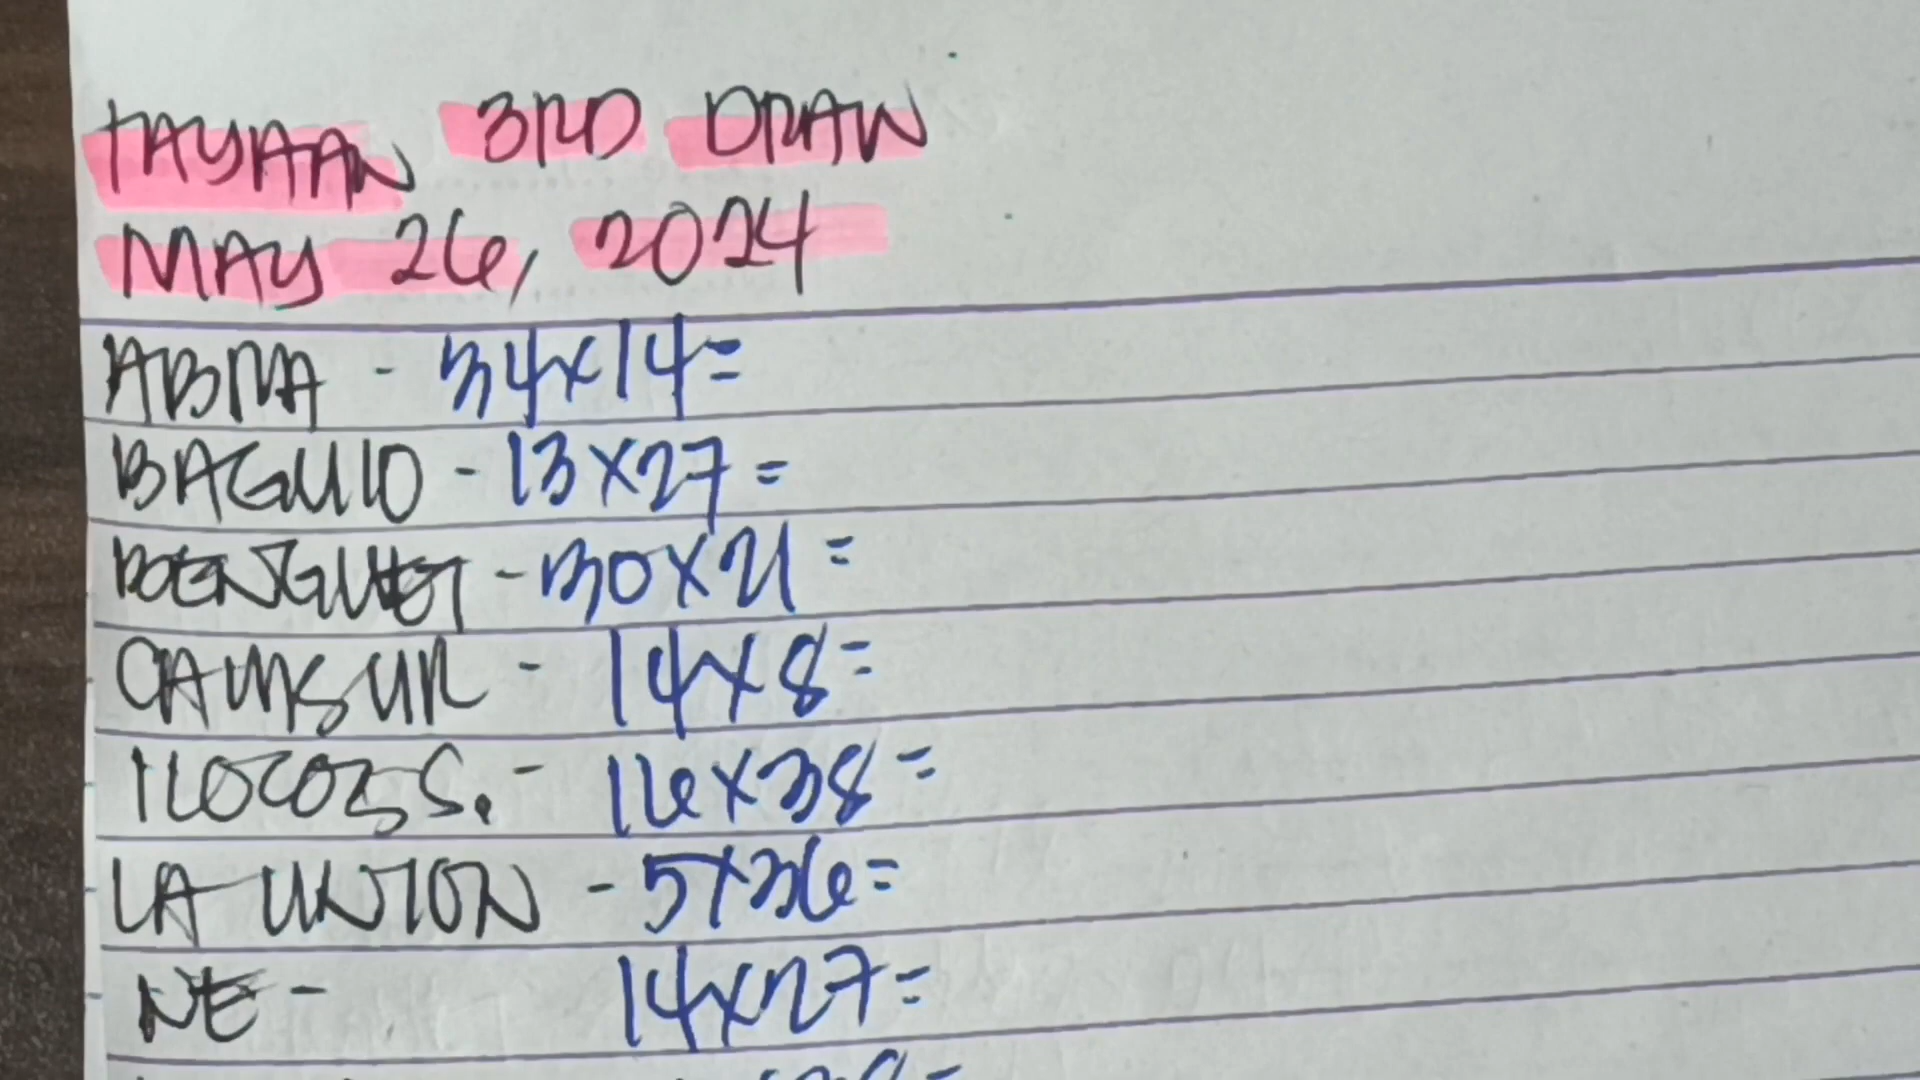 TAYAAN 3RD DRAW
MAY 26, 2024
ABRA - 34x14=
BAGUIO - 13x27=
BENGUET - 30x21=
CAMSUR - 14x8=
ILOCOS S. - 16x38=
LA UNION - 5x36=
NE - 14x27=